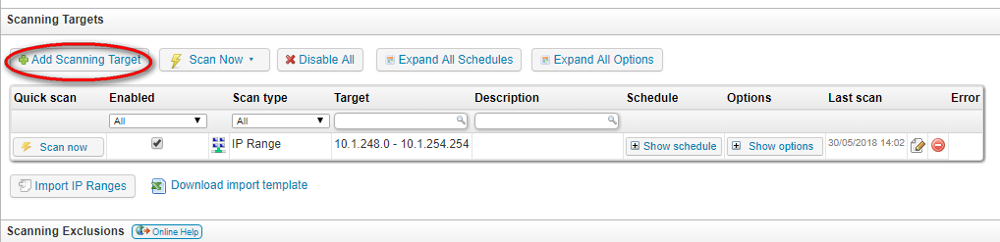 Scanning Targets
Add Scanning Target Scan Now Disable All Expand All Schedules Expand All Options
Quick scan Enabled Scan type Target Description Schedule Options Last scan Error
All All
Scan now IP Range 10.1.248.0 - 10.1.254.254 Show schedule Show options 30/05/2018 14:02
Import IP Ranges Download import template
Scanning Exclusions Online Help